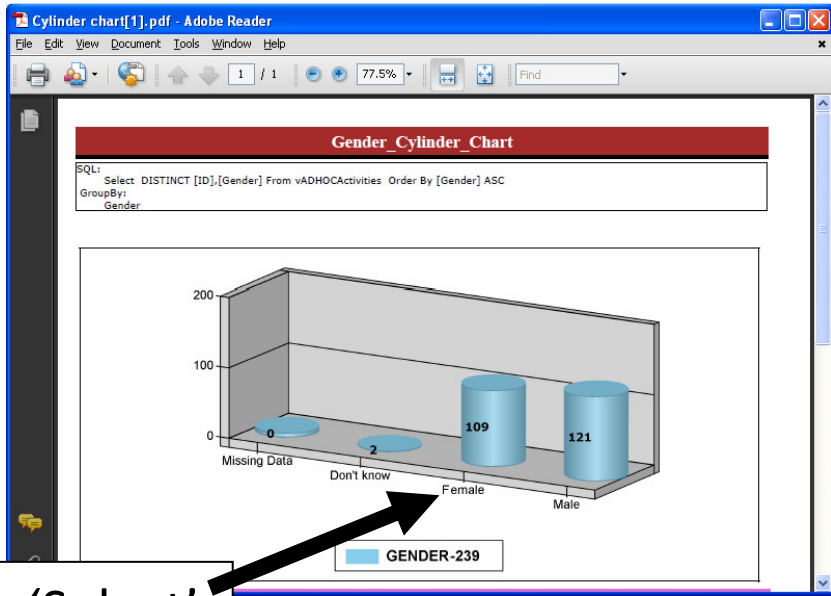 Cylinder chart[1].pdf - Adobe Reader
File Edit View Document Tools Window Help
1 / 1 77.5% Find
Gender_Cylinder_Chart
SQL:
Select DISTINCT [ID],[Gender] From vADHOCActivities Order By [Gender] ASC
GroupBy:
Gender
200
100
0
0
2
109
121
Missing Data
Don't know
Female
Male
GENDER-239
'Select'